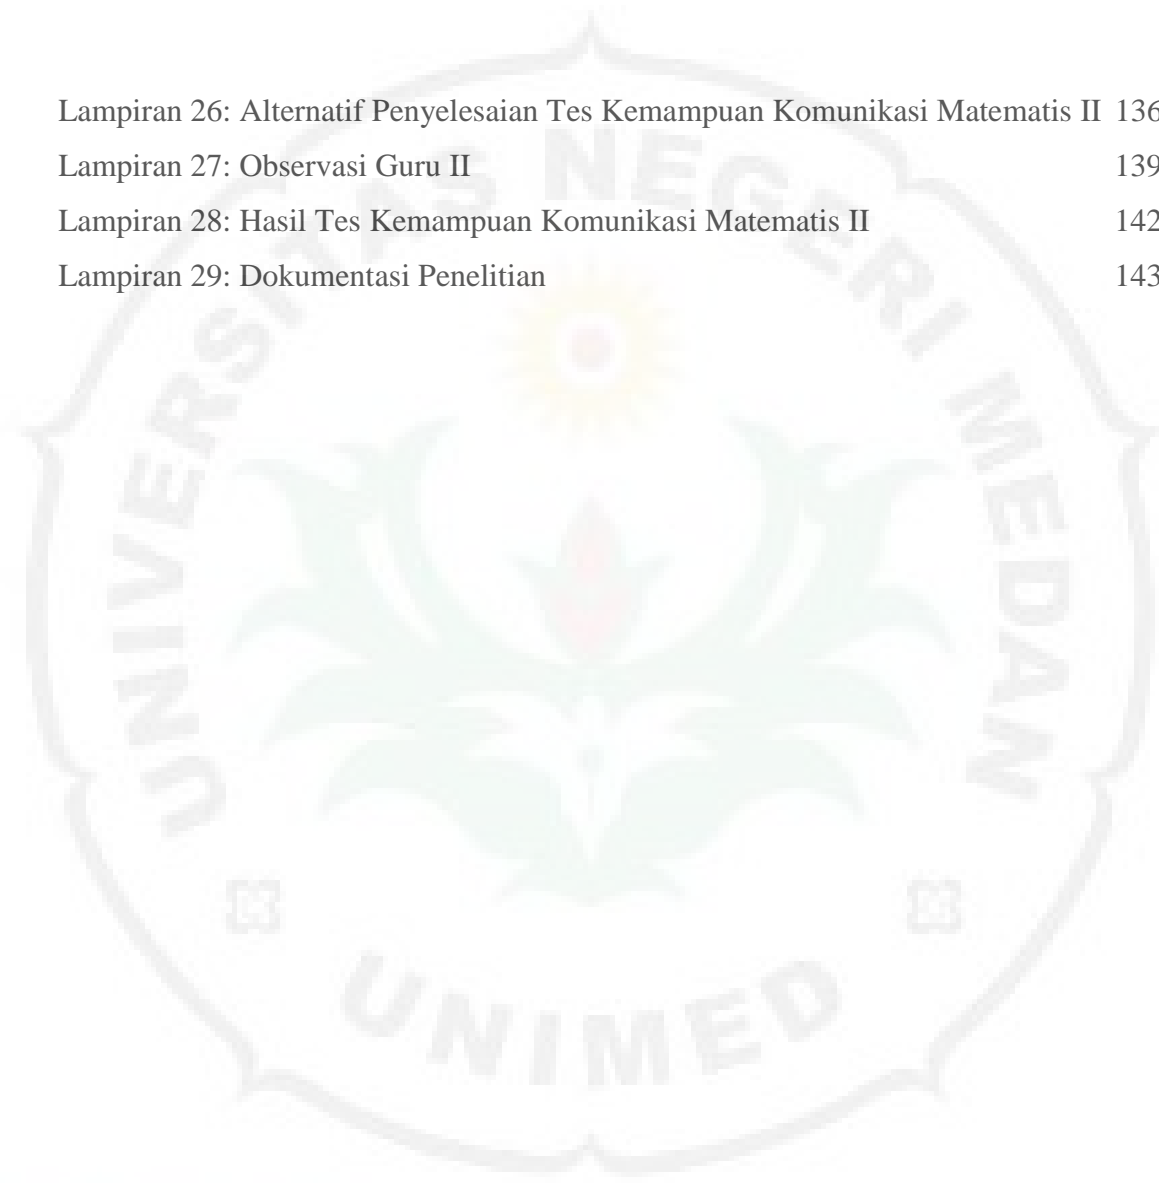 Lampiran 26: Alternatif Penyelesaian Tes Kemampuan Komunikasi Matematis II 136
Lampiran 27: Observasi Guru II 139
Lampiran 28: Hasil Tes Kemampuan Komunikasi Matematis II 142
Lampiran 29: Dokumentasi Penelitian 143
UNIVERSITAS NEGERI MEDAN
UNIMED